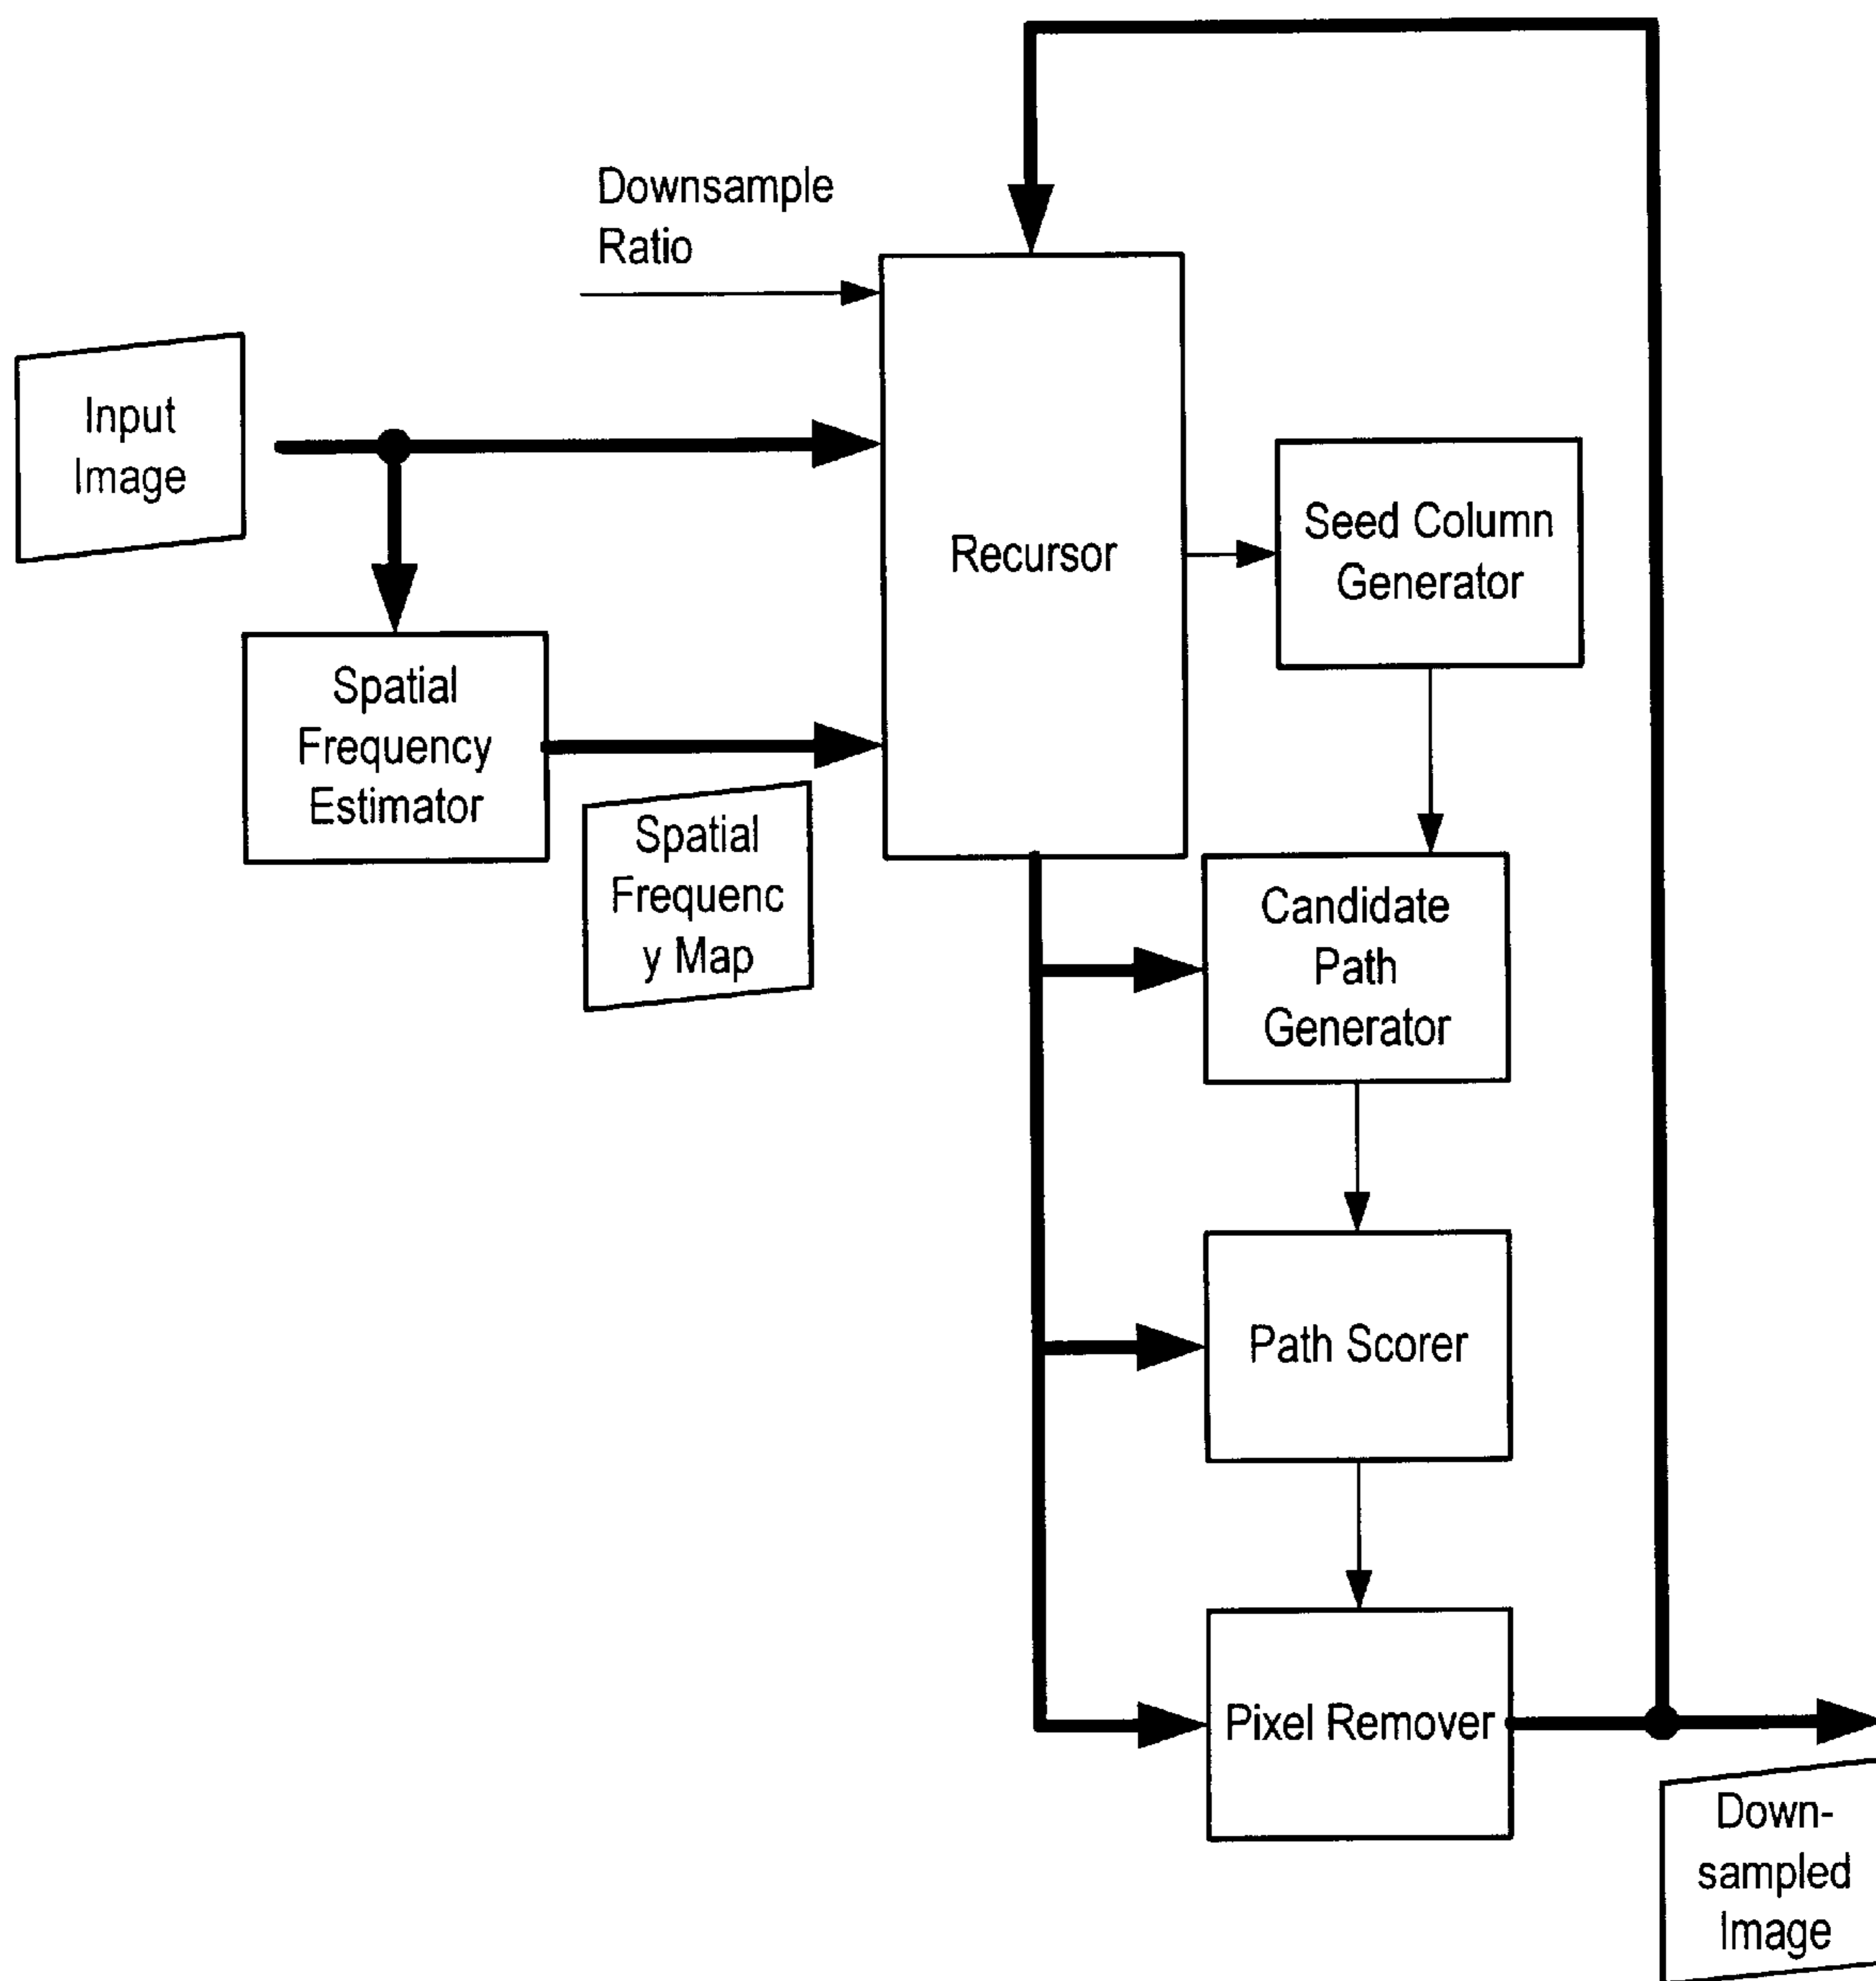 Downsample
Ratio
Input
Image
Recursor
Seed Column
Generator
Spatial
Frequency
Estimator
Spatial
Frequenc
y Map
Candidate
Path
Generator
Path Scorer
Pixel Remover
Down-
sampled
Image